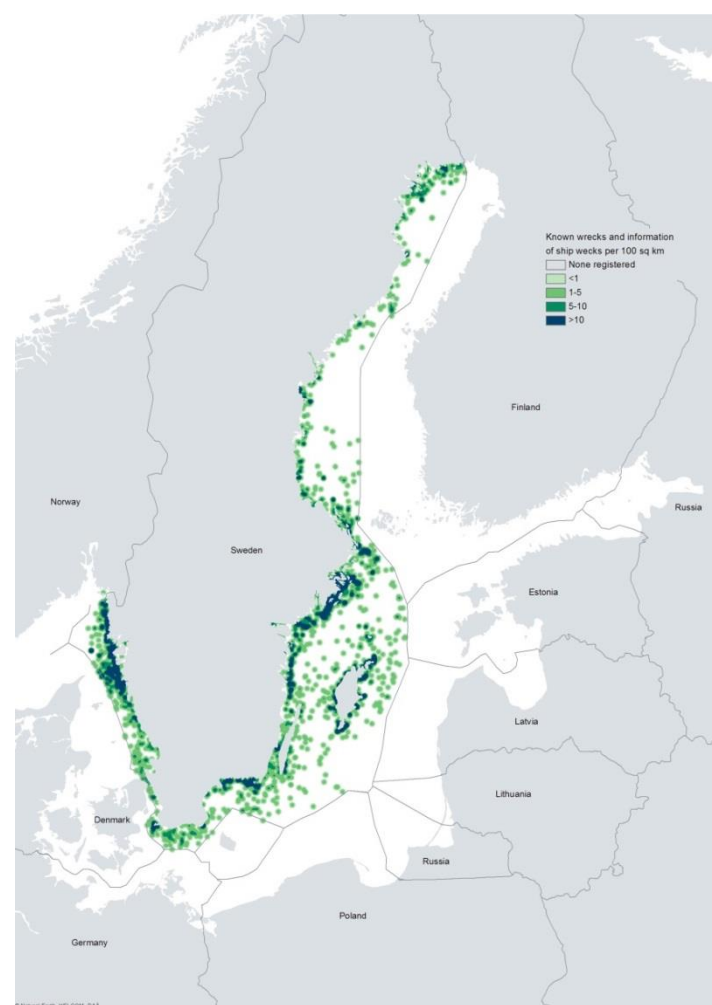 Known wrecks and information
of ship wecks per 100 sq km
None registered
<1
1-5
5-10
>10
Finland
Norway
Russia
Sweden
Estonia
Latvia
Lithuania
Denmark
Russia
Poland
Germany